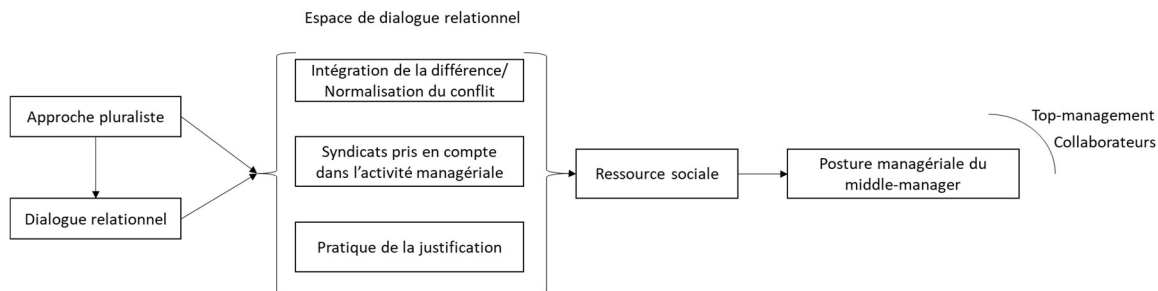 Espace de dialogue relationnel
Approche pluraliste
Dialogue relationnel
Intégration de la différence/
Normalisation du conflit
Syndicats pris en compte
dans l’activité managériale
Pratique de la justification
Ressource sociale
Posture managériale du
middle-manager
Top-management
Collaborateurs